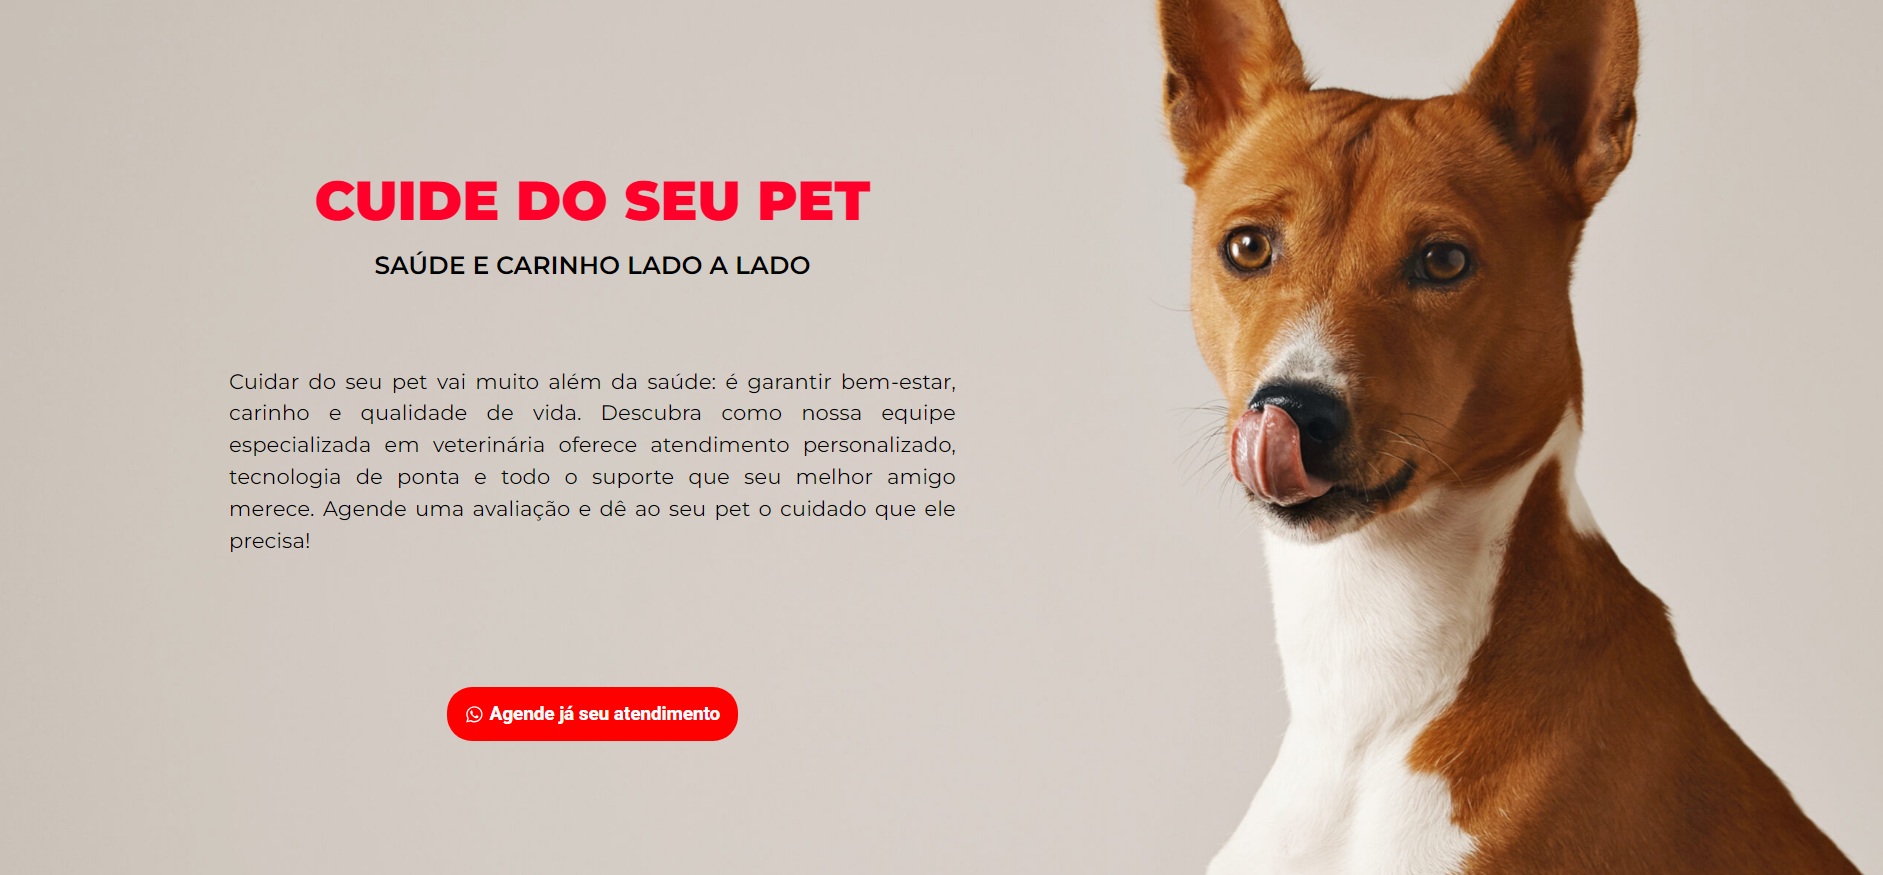 CUIDE DO SEU PET
SAÚDE E CARINHO LADO A LADO
Cuidar do seu pet vai muito além da saúde: é garantir bem-estar,
carinho e qualidade de vida. Descubra como nossa equipe
especializada em veterinária oferece atendimento personalizado,
tecnologia de ponta e todo o suporte que seu melhor amigo
merece. Agende uma avaliação e dê ao seu pet o cuidado que ele
precisa!
Agende já seu atendimento